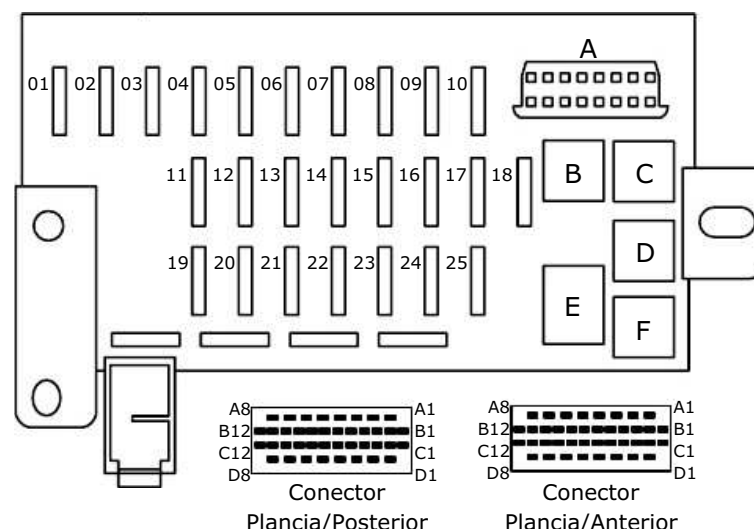 A
01 02 03 04 05 06 07 08 09 10
11 12 13 14 15 16 17 18 B C
19 20 21 22 23 24 25 D
E F
A8 A1 A8 A1
B12 B1 B12 B1
C12 C1 C12 C1
D8 D1 D8 D1
Conector Conector
Plancia/Posterior Plancia/Anterior